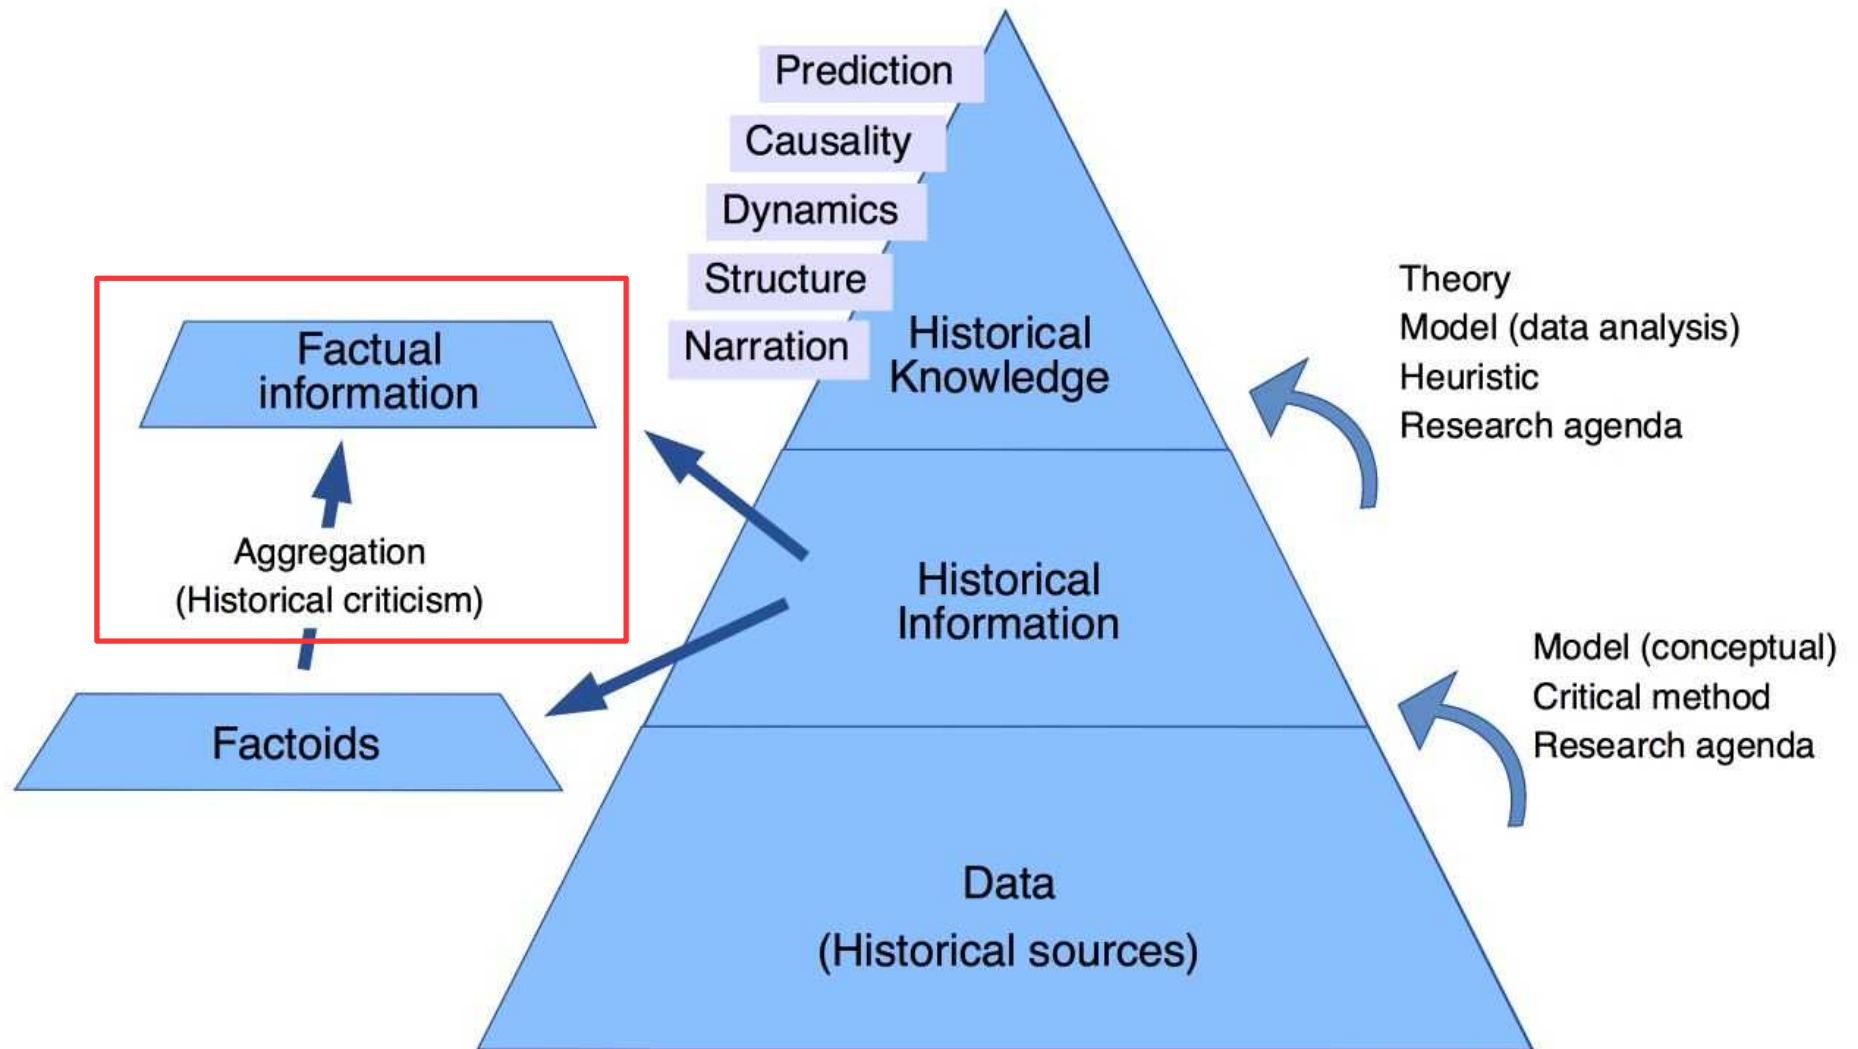 Prediction
Causality
Dynamics
Structure
Narration
Historical
Knowledge
Theory
Model (data analysis)
Heuristic
Research agenda
Factual
information
Aggregation
(Historical criticism)
Factoids
Historical
Information
Model (conceptual)
Critical method
Research agenda
Data
(Historical sources)